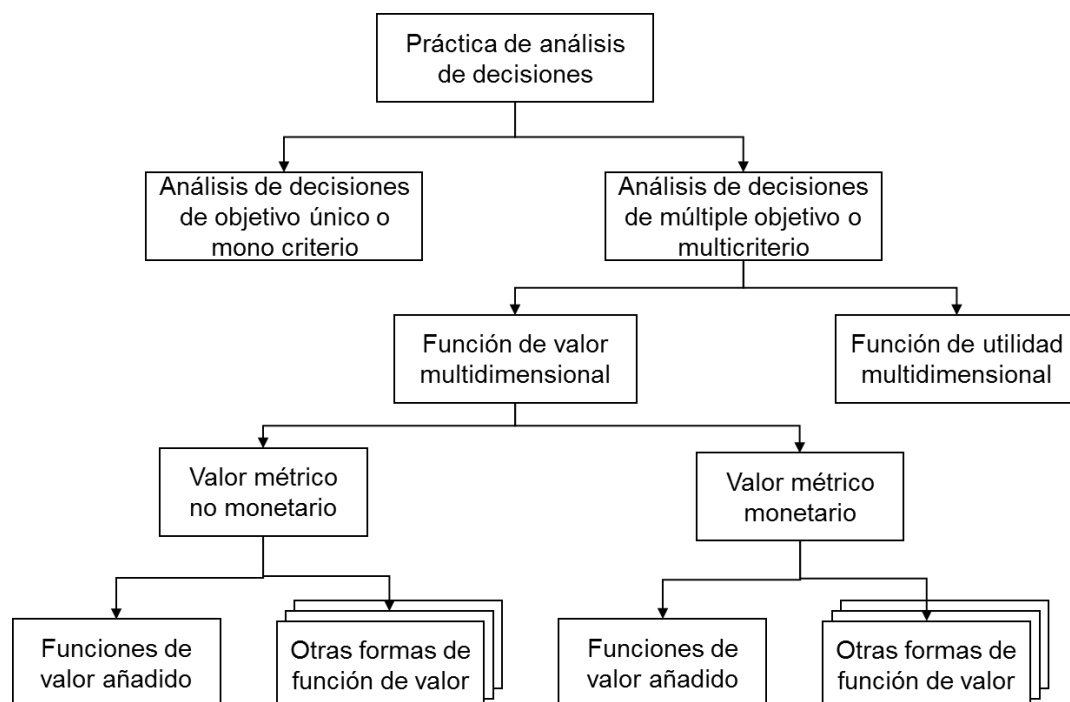 Práctica de análisis
de decisiones
Análisis de decisiones
de objetivo único o
mono criterio
Análisis de decisiones
de múltiple objetivo o
multicriterio
Función de valor
multidimensional
Función de utilidad
multidimensional
Valor métrico
no monetario
Valor métrico
monetario
Funciones de
valor añadido
Otras formas de
función de valor
Funciones de
valor añadido
Otras formas de
función de valor